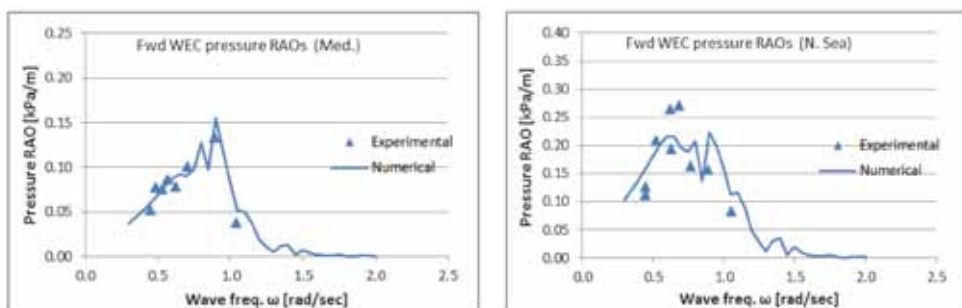 Fwd WEC pressure RAOs (Med.)
Pressure RAO [kPa/m]
0.25
0.20
0.15
0.10
0.05
0.00
Experimental
Numerical
0.0 0.5 1.0 1.5 2.0 2.5
Wave freq. ω [rad/sec]
Fwd WEC pressure RAOs (N. Sea)
Pressure RAO [kPa/m]
0.40
0.35
0.30
0.25
0.20
0.15
0.10
0.05
0.00
Experimental
Numerical
0.0 0.5 1.0 1.5 2.0 2.5
Wave freq. ω [rad/sec]